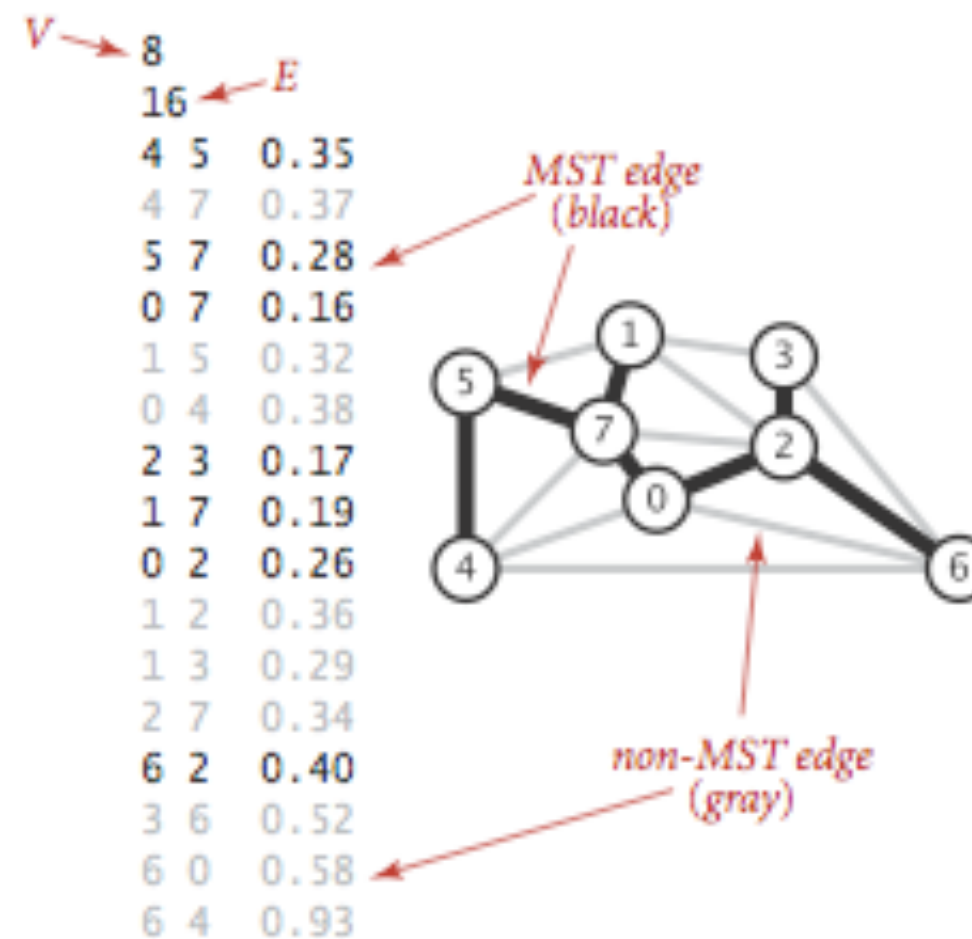 V
8
E
16
4 5 0.35
4 7 0.37
5 7 0.28
0 7 0.16
1 5 0.32
0 4 0.38
2 3 0.17
1 7 0.19
0 2 0.26
1 2 0.36
1 3 0.29
2 7 0.34
6 2 0.40
3 6 0.52
6 0 0.58
6 4 0.93
MST edge
(black)
1
3
5
7
2
0
4
6
non-MST edge
(gray)